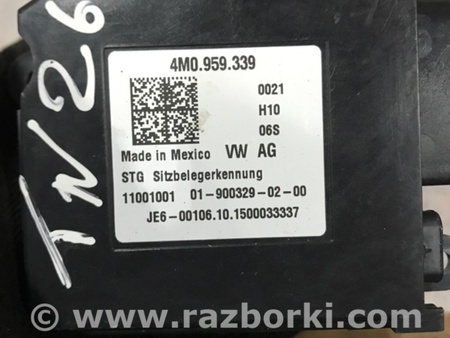 TN26
4M0.959.339
0021
H10
06S
Made in Mexico VW AG
STG Sitzbelegerkennung
11001001 01-900329-02-00
JE6-00106.10.1500033337
© www.razborki.com